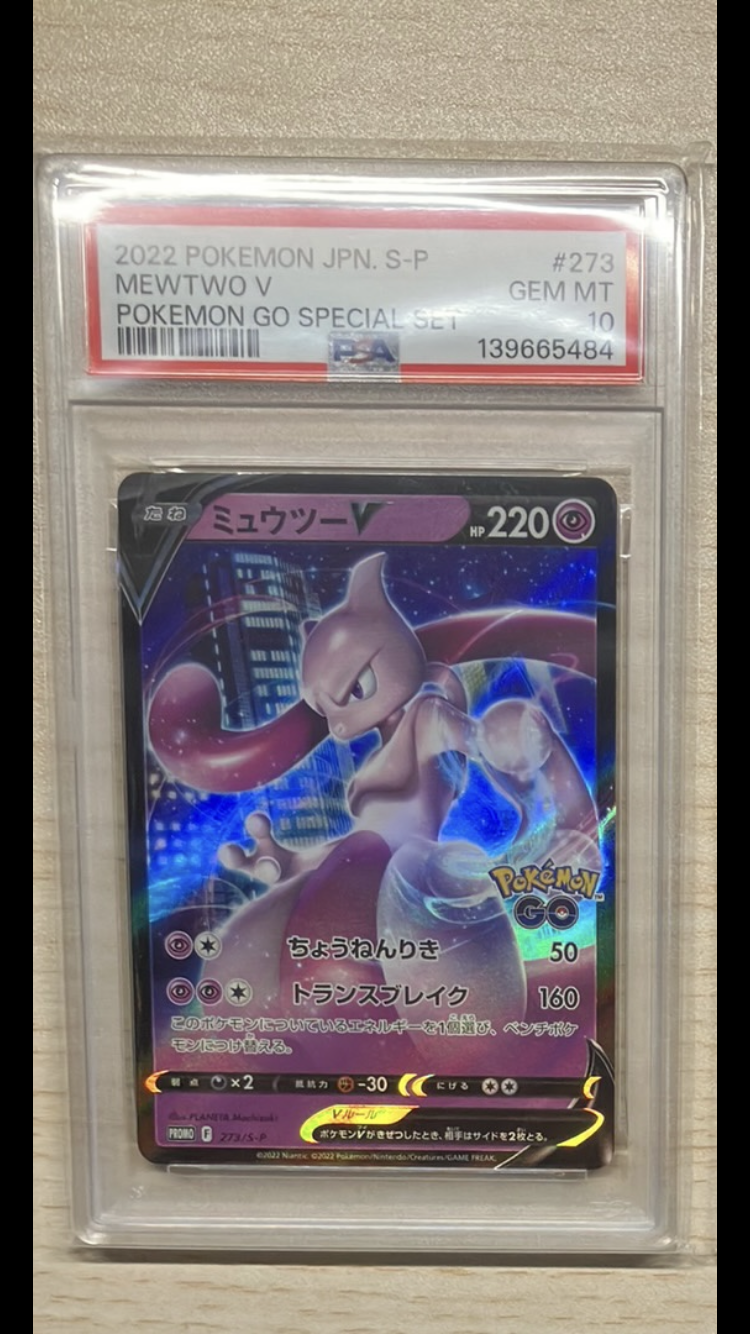 2022 POKEMON JPN. S-P #273
MEWTWO V GEM MT
POKEMON GO SPECIAL SET 10
PSA 139665484
たね ミュウツーV HP 220
Pokémon
GO
ちょうねんりき 50
トランスブレイク 160
このポケモンについているエネルギーを1個選び、ベンチポケ
モンにつけ替える。
弱点 ×2 抵抗力 -30 にげる
Illus. PLANETA Mochizuki
Vルール
ポケモンVがきぜつしたとき、相手はサイドを2枚とる。
PROMO F 273/S-P
©2022 Niantic. ©2022 Pokémon/Nintendo/Creatures/GAME FREAK.